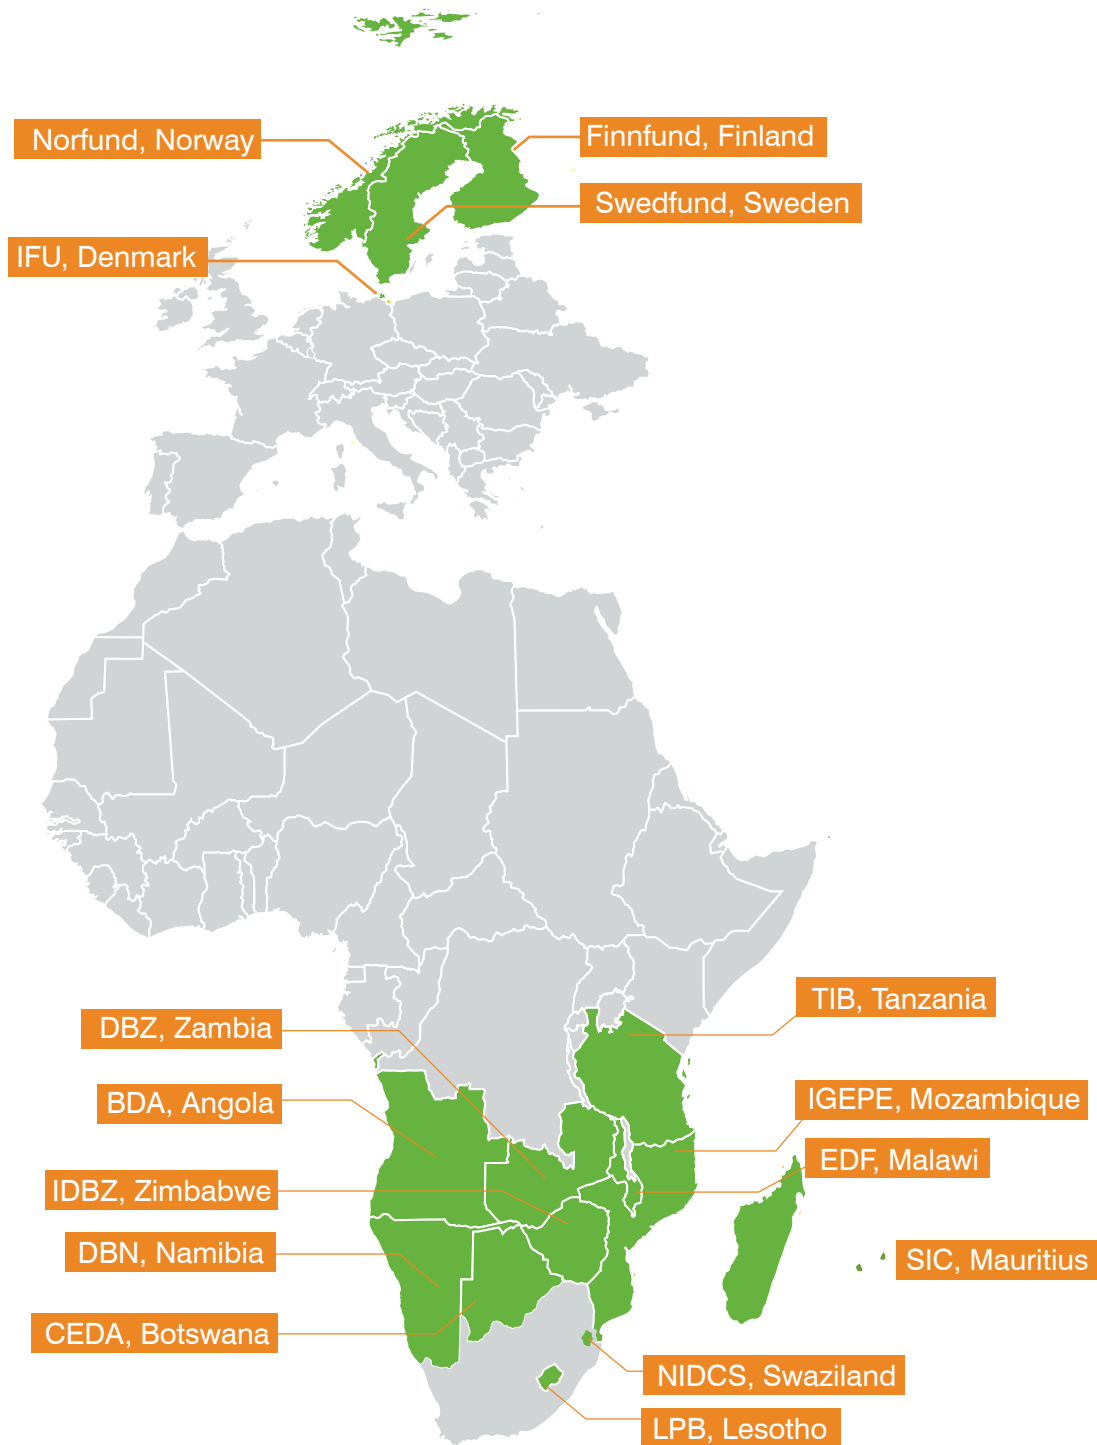 Norfund, Norway
Finnfund, Finland
Swedfund, Sweden
IFU, Denmark
TIB, Tanzania
DBZ, Zambia
BDA, Angola
IGEPE, Mozambique
EDF, Malawi
IDBZ, Zimbabwe
DBN, Namibia
SIC, Mauritius
CEDA, Botswana
NIDCS, Swaziland
LPB, Lesotho